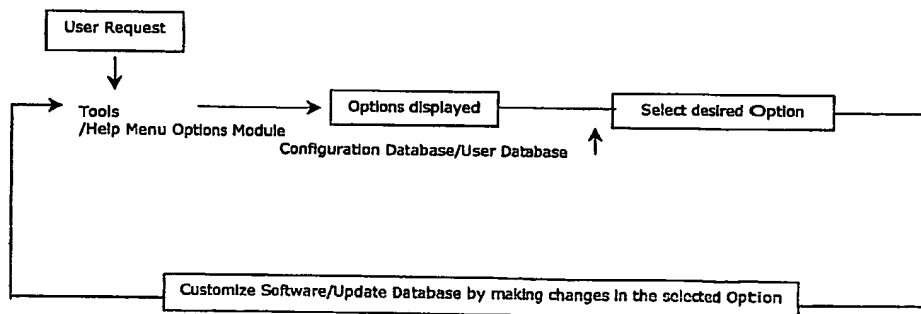 User Request
Tools
/Help Menu Options Module
Options displayed
Select desired Option
Configuration Database/User Database
Customize Software/Update Database by making changes in the selected Option